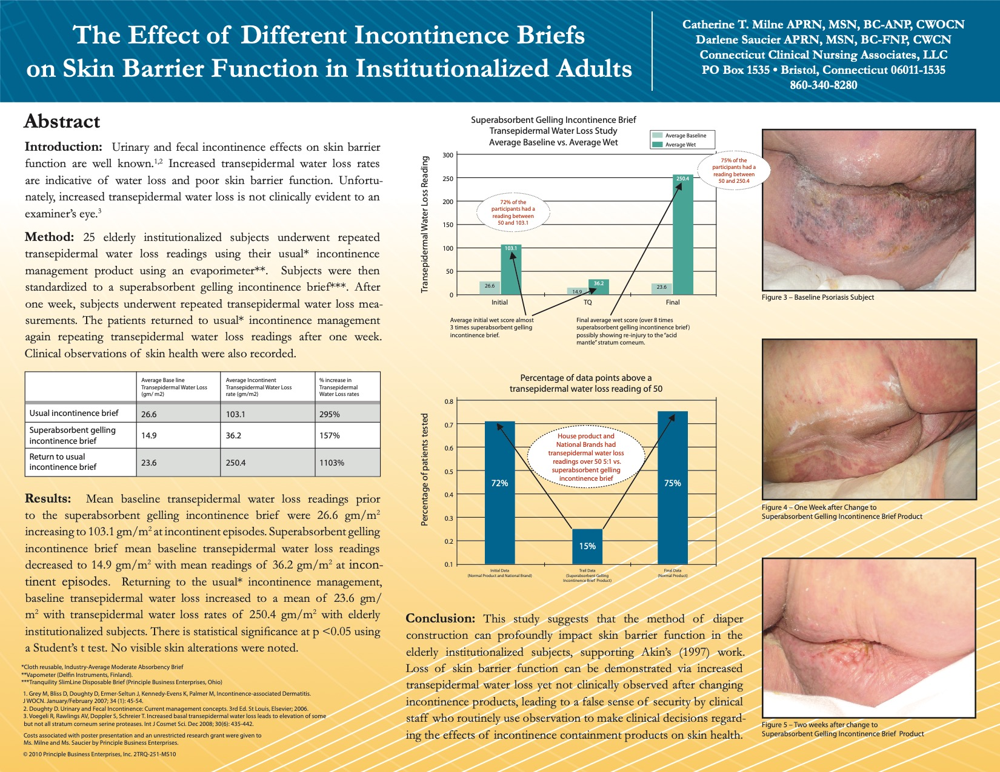 The Effect of Different Incontinence Briefs
on Skin Barrier Function in Institutionalized Adults
Catherine T. Milne APRN, MSN, BC-ANP, CWOCN
Darlene Saucier APRN, MSN, BC-FNP, CWCN
Connecticut Clinical Nursing Associates, LLC
PO Box 1535 • Bristol, Connecticut 06011-1535
860-340-8280
Abstract
Introduction: Urinary and fecal incontinence effects on skin barrier
function are well known.1,2 Increased transepidermal water loss rates
are indicative of water loss and poor skin barrier function. Unfortu-
nately, increased transepidermal water loss is not clinically evident to an
examiner's eye.3
Method: 25 elderly institutionalized subjects underwent repeated
transepidermal water loss readings using their usual* incontinence
management product using an evaporimeter**. Subjects were then
standardized to a superabsorbent gelling incontinence brief***. After
one week, subjects underwent repeated transepidermal water loss mea-
surements. The patients returned to usual* incontinence management
again repeating transepidermal water loss readings after one week.
Clinical observations of skin health were also recorded.
Average Base line
Transepidermal Water Loss
(gm/ m2)
Average Incontinent
Transepidermal Water Loss
rate (gm/m2)
% increase in
Transepidermal
Water Loss rates
Usual incontinence brief 26.6 103.1 295%
Superabsorbent gelling
incontinence brief 14.9 36.2 157%
Return to usual
incontinence brief 23.6 250.4 1103%
Results: Mean baseline transepidermal water loss readings prior
to the superabsorbent gelling incontinence brief were 26.6 gm/m2
increasing to 103.1 gm/m2 at incontinent episodes. Superabsorbent gelling
incontinence brief mean baseline transepidermal water loss readings
decreased to 14.9 gm/m2 with mean readings of 36.2 gm/m2 at incon-
tinent episodes. Returning to the usual* incontinence management,
baseline transepidermal water loss increased to a mean of 23.6 gm/
m2 with transepidermal water loss rates of 250.4 gm/m2 with elderly
institutionalized subjects. There is statistical significance at p <0.05 using
a Student's t test. No visible skin alterations were noted.
*Cloth reusable, Industry-Average Moderate Absorbency Brief
**Vapometer (Delfin Instruments, Finland).
***Tranquility SlimLine Disposable Brief (Principle Business Enterprises, Ohio)
1. Grey M, Bliss D, Doughty D, Ermer-Seltun J, Kennedy-Evens K, Palmer M, Incontinence-associated Dermatitis.
J WOCN. January/February 2007; 34 (1): 45-54.
2. Doughty D. Urinary and Fecal Incontinence: Current management concepts. 3rd Ed. St Louis, Elsevier; 2006.
3. Voegeli R, Rawlings AV, Doppler S, Schreier T. Increased basal transepidermal water loss leads to elevation of some
but not all stratum corneum serine proteases. Int J Cosmet Sci. Dec 2008; 30(6): 435-442.
Costs associated with poster presentation and an unrestricted research grant were given to
Ms. Milne and Ms. Saucier by Principle Business Enterprises.
© 2010 Principle Business Enterprises, Inc. 2TRQ-251-MS10
Superabsorbent Gelling Incontinence Brief
Transepidermal Water Loss Study
Average Baseline vs. Average Wet
Average Baseline
Average Wet
Transepidermal Water Loss Reading
300
250
200
150
100
50
0
72% of the
participants had a
reading between
50 and 103.1
75% of the
participants had a
reading between
50 and 250.4
26.6
103.1
14.9
36.2
23.6
250.4
Initial
TQ
Final
Average initial wet score almost
3 times superabsorbent gelling
incontinence brief.
Final average wet score (over 8 times
superabsorbent gelling incontinence brief)
possibly showing re-injury to the "acid
mantle" stratum corneum.
Percentage of data points above a
transepidermal water loss reading of 50
Percentage of patients tested
0.8
0.7
0.6
0.5
0.4
0.3
0.2
0.1
House product and
National Brands had
transepidermal water loss
readings over 50 5:1 vs.
superabsorbent gelling
incontinence brief
72%
15%
75%
Initial Data
(Normal Product and National Brand)
Trail Data
(Superabsorbent Gelling
Incontinence Brief Product)
Final Data
(Normal Product)
Conclusion: This study suggests that the method of diaper
construction can profoundly impact skin barrier function in the
elderly institutionalized subjects, supporting Akin's (1997) work.
Loss of skin barrier function can be demonstrated via increased
transepidermal water loss yet not clinically observed after changing
incontinence products, leading to a false sense of security by clinical
staff who routinely use observation to make clinical decisions regard-
ing the effects of incontinence containment products on skin health.
Figure 3 – Baseline Psoriasis Subject
Figure 4 – One Week after Change to
Superabsorbent Gelling Incontinence Brief Product
Figure 5 – Two weeks after change to
Superabsorbent Gelling Incontinence Brief Product